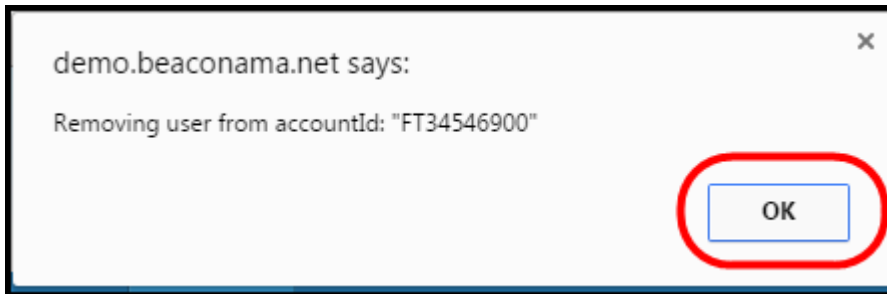 demo.beaconama.net says:
Removing user from accountId: "FT34546900"
OK